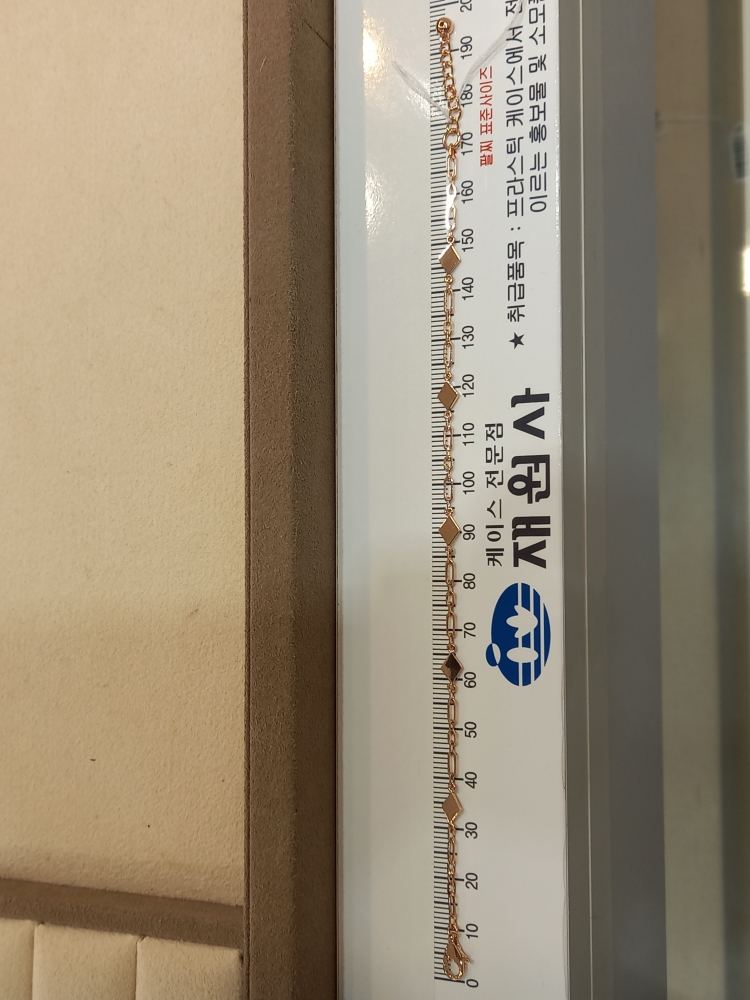 0 10 20 30 40 50 60 70 80 90 100 110 120 130 140 150 160 170 180 190
팔찌 표준사이즈
케이스 전문점
재원사
★ 취급품목 : 프라스틱 케이스에서
이르는 홍보물 및